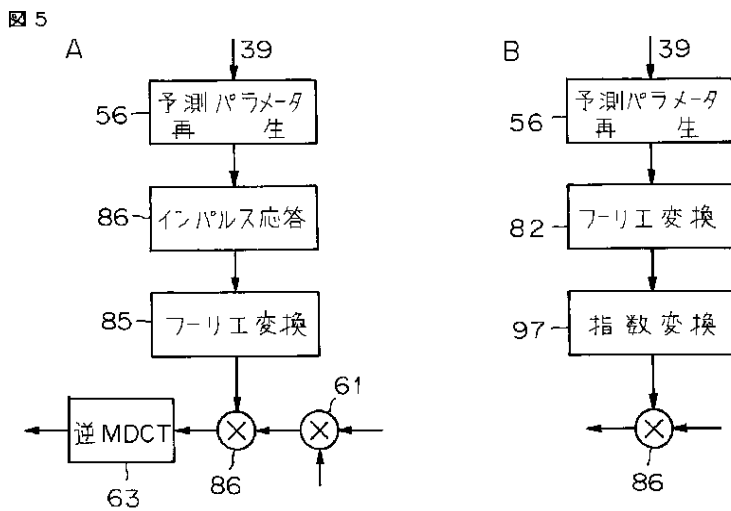 図5
A
39
予測パラメータ
再 生
56
インパルス応答
86
フーリエ変換
85
61
逆MDCT
63
86
B
39
予測パラメータ
再 生
56
フーリエ変換
82
指数変換
97
86